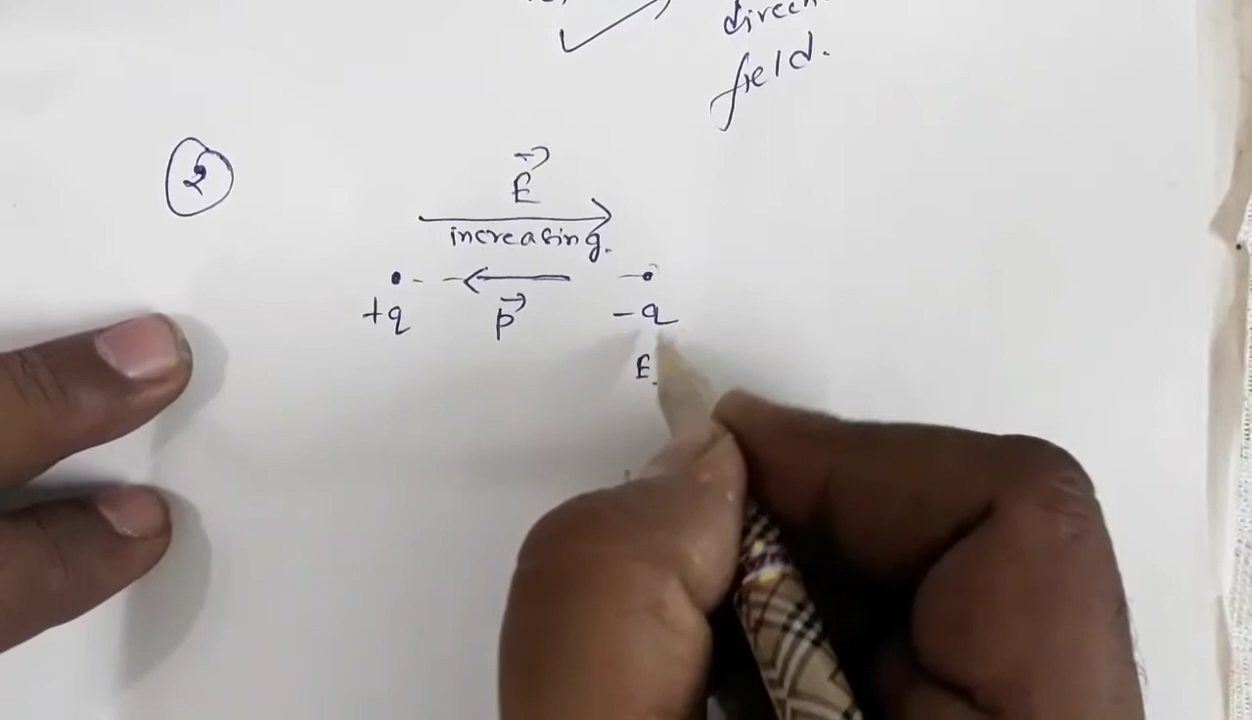 direc
field.
2
E
increasing.
p
+q
-q
E